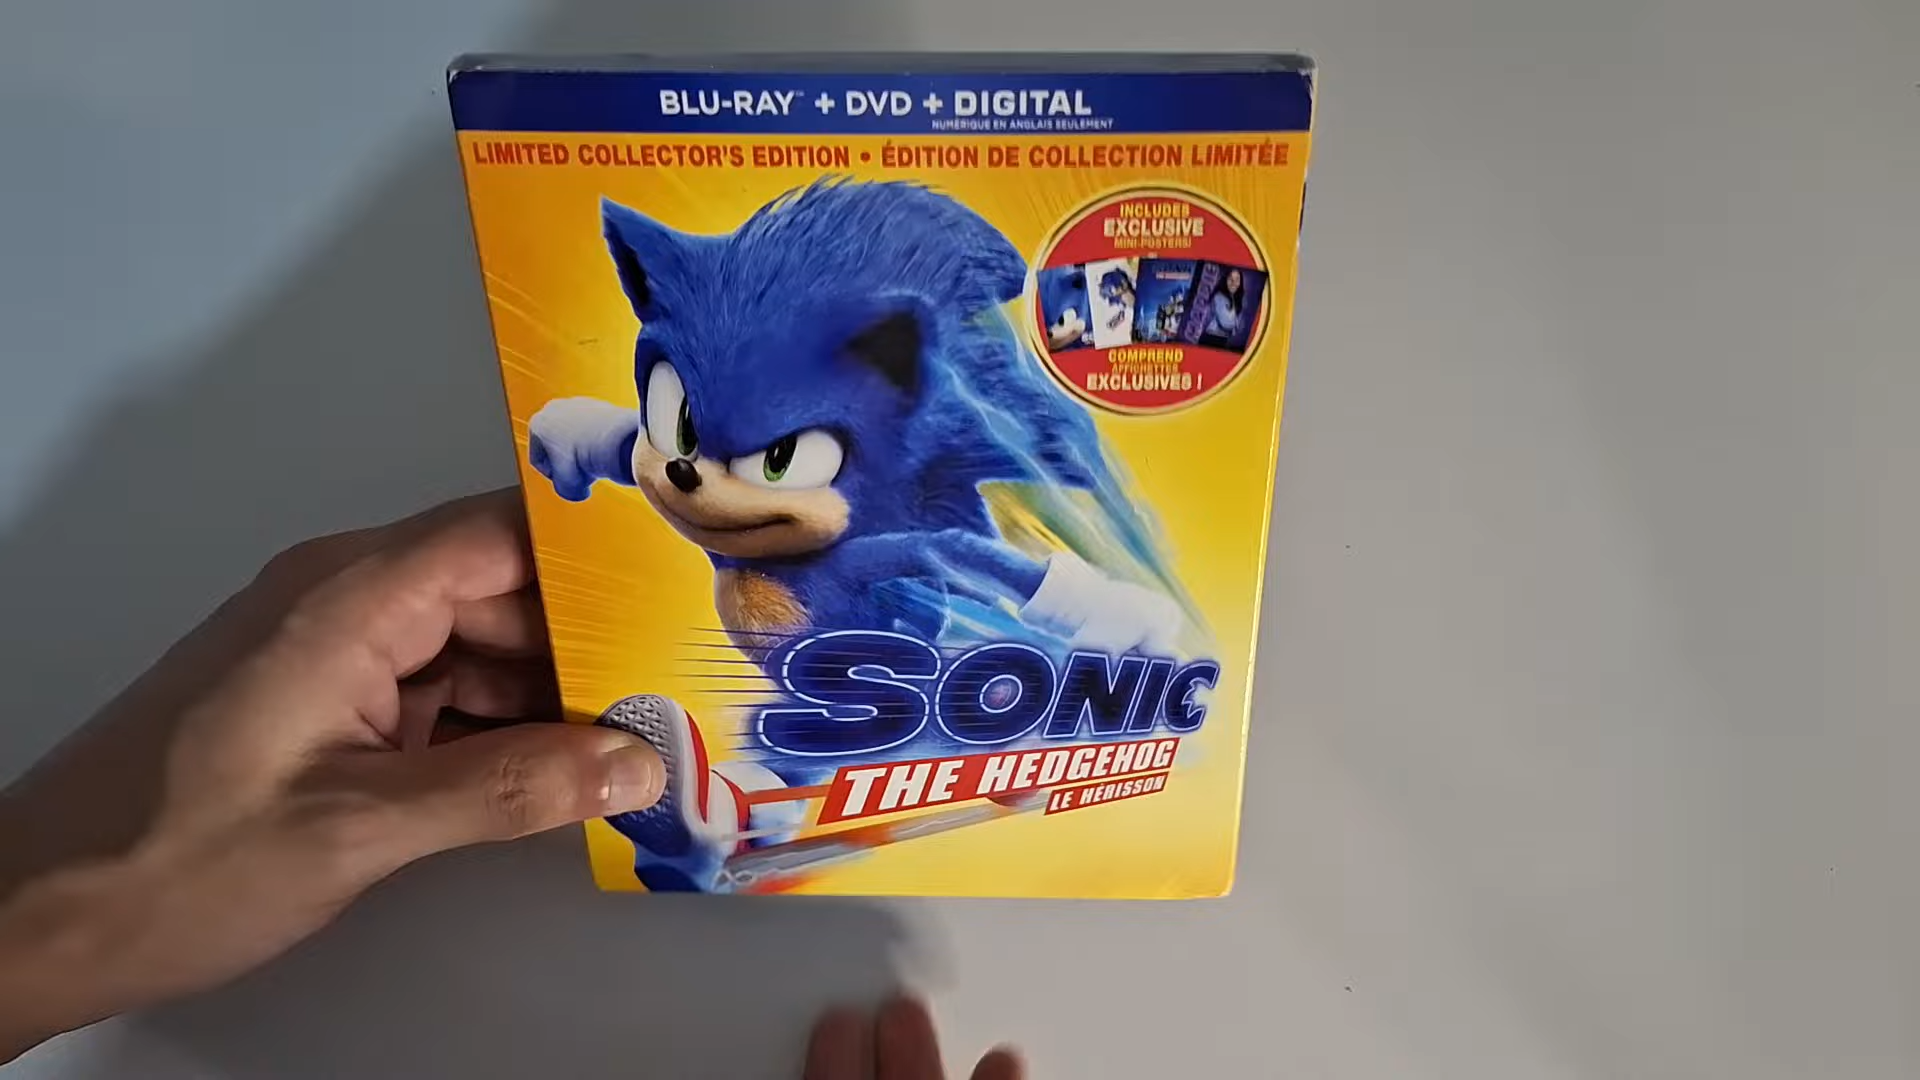 BLU-RAY™ + DVD + DIGITAL
NUMÉRIQUE EN ANGLAIS SEULEMENT
LIMITED COLLECTOR'S EDITION • ÉDITION DE COLLECTION LIMITÉE
INCLUDES
EXCLUSIVE
MINI-POSTERS!
COMPREND
AFFICHETTES
EXCLUSIVES !
SONIC
THE HEDGEHOG
LE HÉRISSON